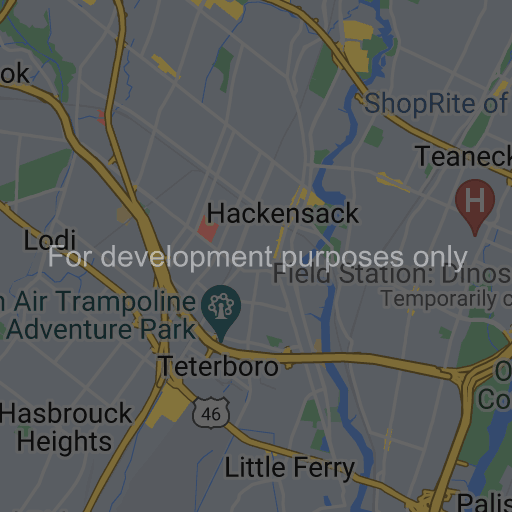 ok
ShopRite of
Teaneck
H
Hackensack
Lodi
For development purposes only
Field Station: Dinos
Temporarily c
n Air Trampoline
Adventure Park
Teterboro
O
Co
Hasbrouck
Heights
46
Little Ferry
Palis